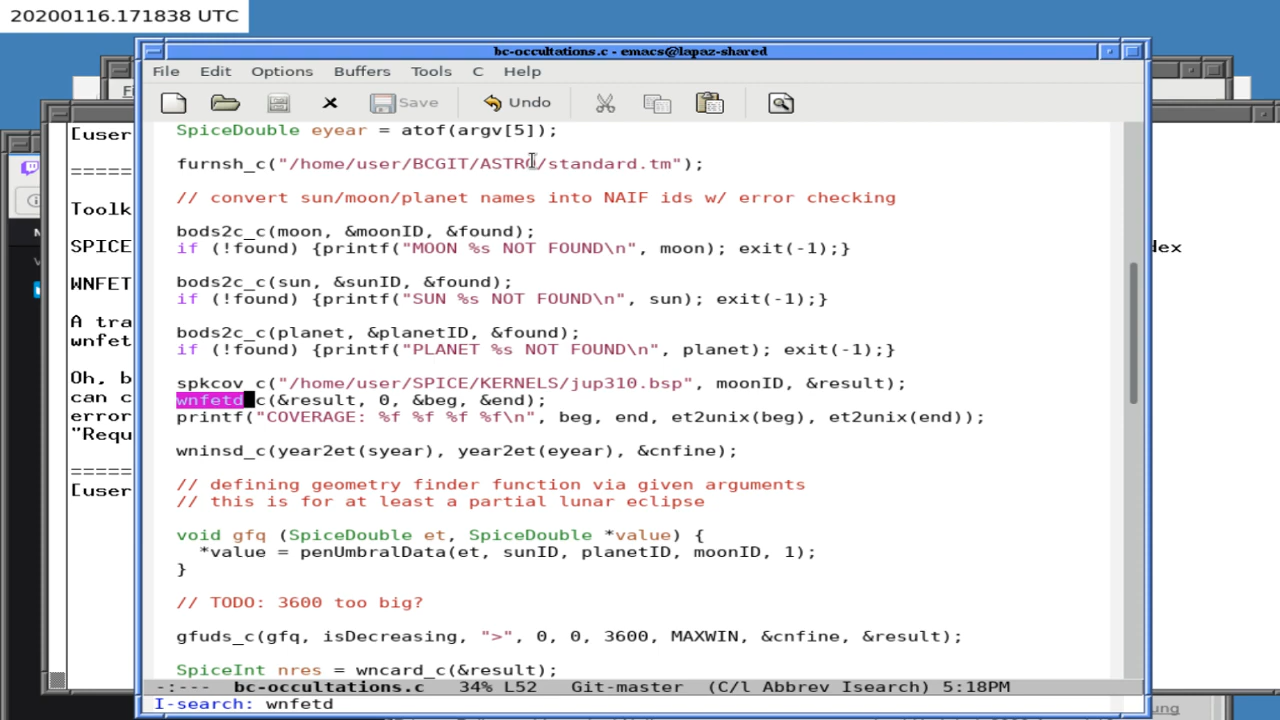 20200116.171838 UTC
bc-occultations.c - emacs@lapaz-shared
File Edit Options Buffers Tools C Help
Save Undo
[user
=====
Toolk
SPICE
dex
WNFET
A tra
wnfet
Oh, b
can c
error
"Requ
=====
[user
SpiceDouble eyear = atof(argv[5]);
furnsh_c("/home/user/BCGIT/ASTRO/standard.tm");
// convert sun/moon/planet names into NAIF ids w/ error checking
bods2c_c(moon, &moonID, &found);
if (!found) {printf("MOON %s NOT FOUND\n", moon); exit(-1);}
bods2c_c(sun, &sunID, &found);
if (!found) {printf("SUN %s NOT FOUND\n", sun); exit(-1);}
bods2c_c(planet, &planetID, &found);
if (!found) {printf("PLANET %s NOT FOUND\n", planet); exit(-1);}
spkcov_c("/home/user/SPICE/KERNELS/jup310.bsp", moonID, &result);
wnfetd_c(&result, 0, &beg, &end);
printf("COVERAGE: %f %f %f %f\n", beg, end, et2unix(beg), et2unix(end));
wninsd_c(year2et(syear), year2et(eyear), &cnfine);
// defining geometry finder function via given arguments
// this is for at least a partial lunar eclipse
void gfq (SpiceDouble et, SpiceDouble *value) {
*value = penUmbralData(et, sunID, planetID, moonID, 1);
}
// TODO: 3600 too big?
gfuds_c(gfq, isDecreasing, ">", 0, 0, 3600, MAXWIN, &cnfine, &result);
SpiceInt nres = wncard_c(&result);
-:--- bc-occultations.c 34% L52 Git-master (C/l Abbrev Isearch) 5:18PM
I-search: wnfetd
ung